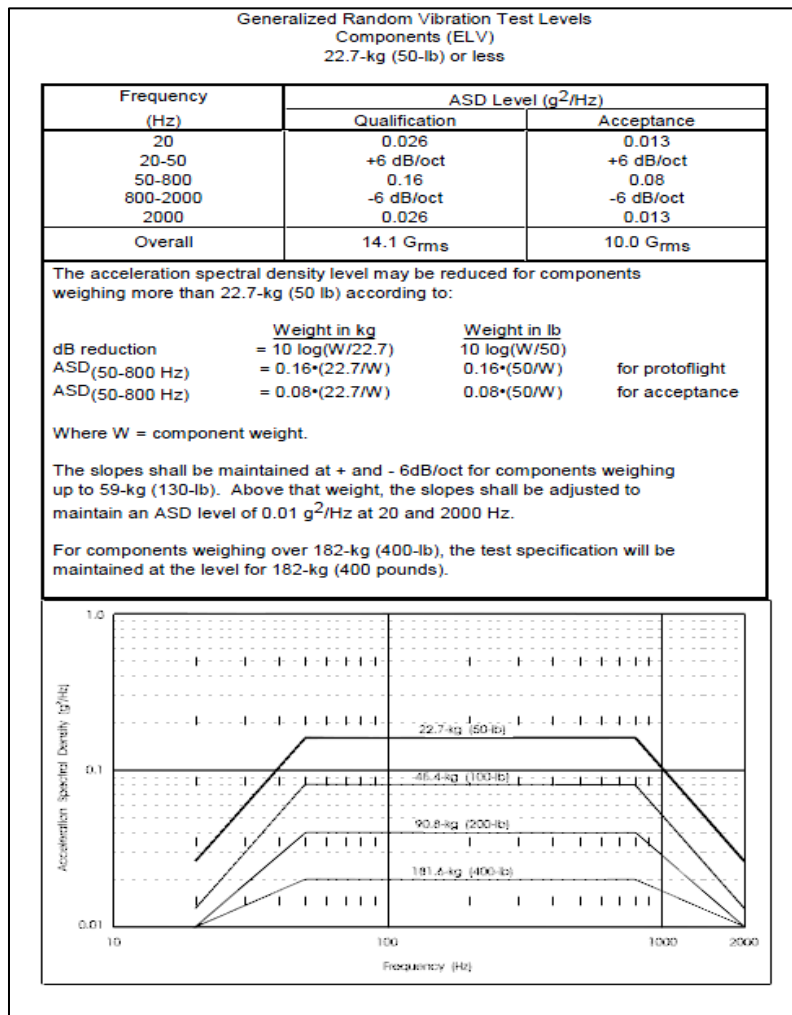 Generalized Random Vibration Test Levels
Components (ELV)
22.7-kg (50-lb) or less
Frequency ASD Level (g2/Hz)
(Hz) Qualification Acceptance
20 0.026 0.013
20-50 +6 dB/oct +6 dB/oct
50-800 0.16 0.08
800-2000 -6 dB/oct -6 dB/oct
2000 0.026 0.013
Overall 14.1 Grms 10.0 Grms
The acceleration spectral density level may be reduced for components
weighing more than 22.7-kg (50 lb) according to:
Weight in kg Weight in lb
dB reduction = 10 log(W/22.7) 10 log(W/50)
ASD(50-800 Hz) = 0.16•(22.7/W) 0.16•(50/W) for protoflight
ASD(50-800 Hz) = 0.08•(22.7/W) 0.08•(50/W) for acceptance
Where W = component weight.
The slopes shall be maintained at + and - 6dB/oct for components weighing
up to 59-kg (130-lb). Above that weight, the slopes shall be adjusted to
maintain an ASD level of 0.01 g2/Hz at 20 and 2000 Hz.
For components weighing over 182-kg (400-lb), the test specification will be
maintained at the level for 182-kg (400 pounds).
1.0
22.7-kg (50-lb)
0.1
45.4-kg (100-lb)
90.8-kg (200-lb)
181.6-kg (400-lb)
0.01
Acceleration Spectral Density (g2/Hz)
10 100 1000 2000
Frequency (Hz)